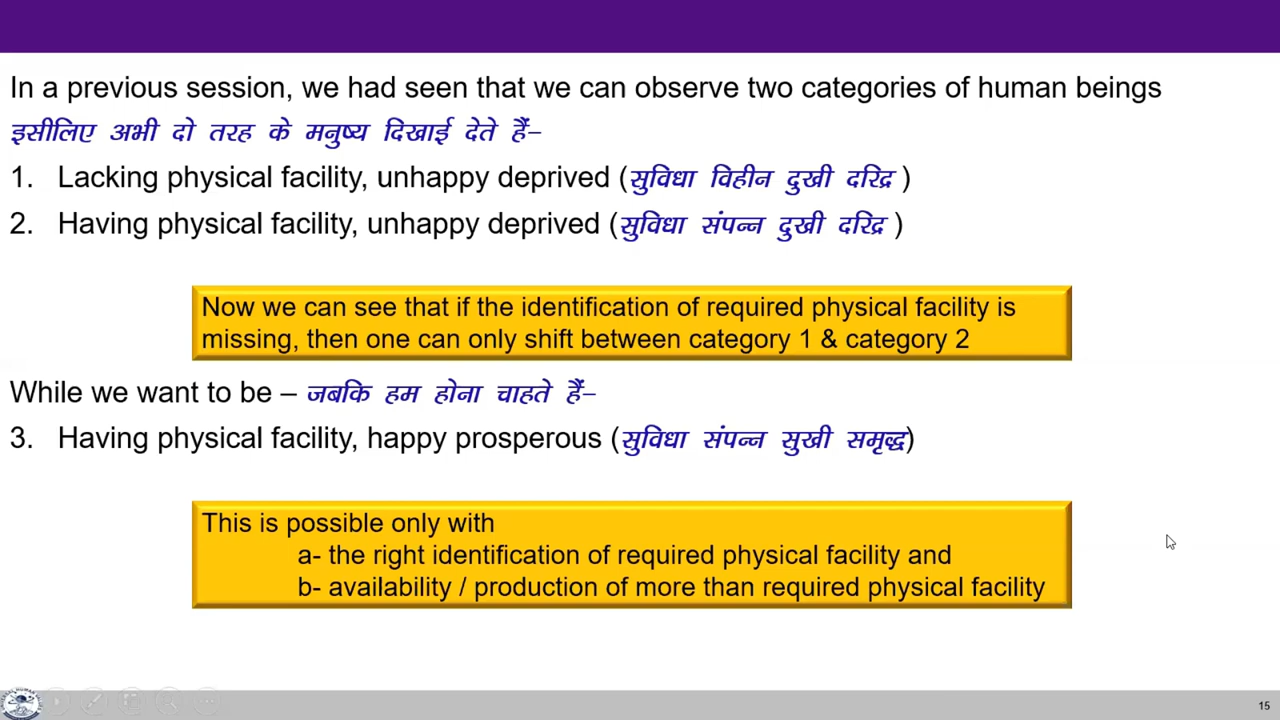 In a previous session, we had seen that we can observe two categories of human beings
इसीलिए अभी दो तरह के मनुष्य दिखाई देते हैं–
1. Lacking physical facility, unhappy deprived (सुविधा विहीन दुखी दरिद्र )
2. Having physical facility, unhappy deprived (सुविधा संपन्न दुखी दरिद्र )
Now we can see that if the identification of required physical facility is
missing, then one can only shift between category 1 & category 2
While we want to be – जबकि हम होना चाहते हैं–
3. Having physical facility, happy prosperous (सुविधा संपन्न सुखी समृद्ध)
This is possible only with
a- the right identification of required physical facility and
b- availability / production of more than required physical facility
15